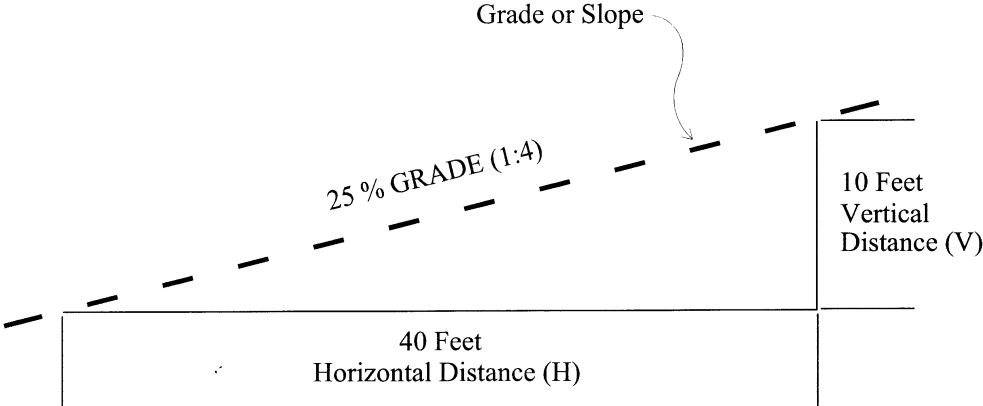 Grade or Slope
25 % GRADE (1:4)
10 Feet
Vertical
Distance (V)
40 Feet
Horizontal Distance (H)